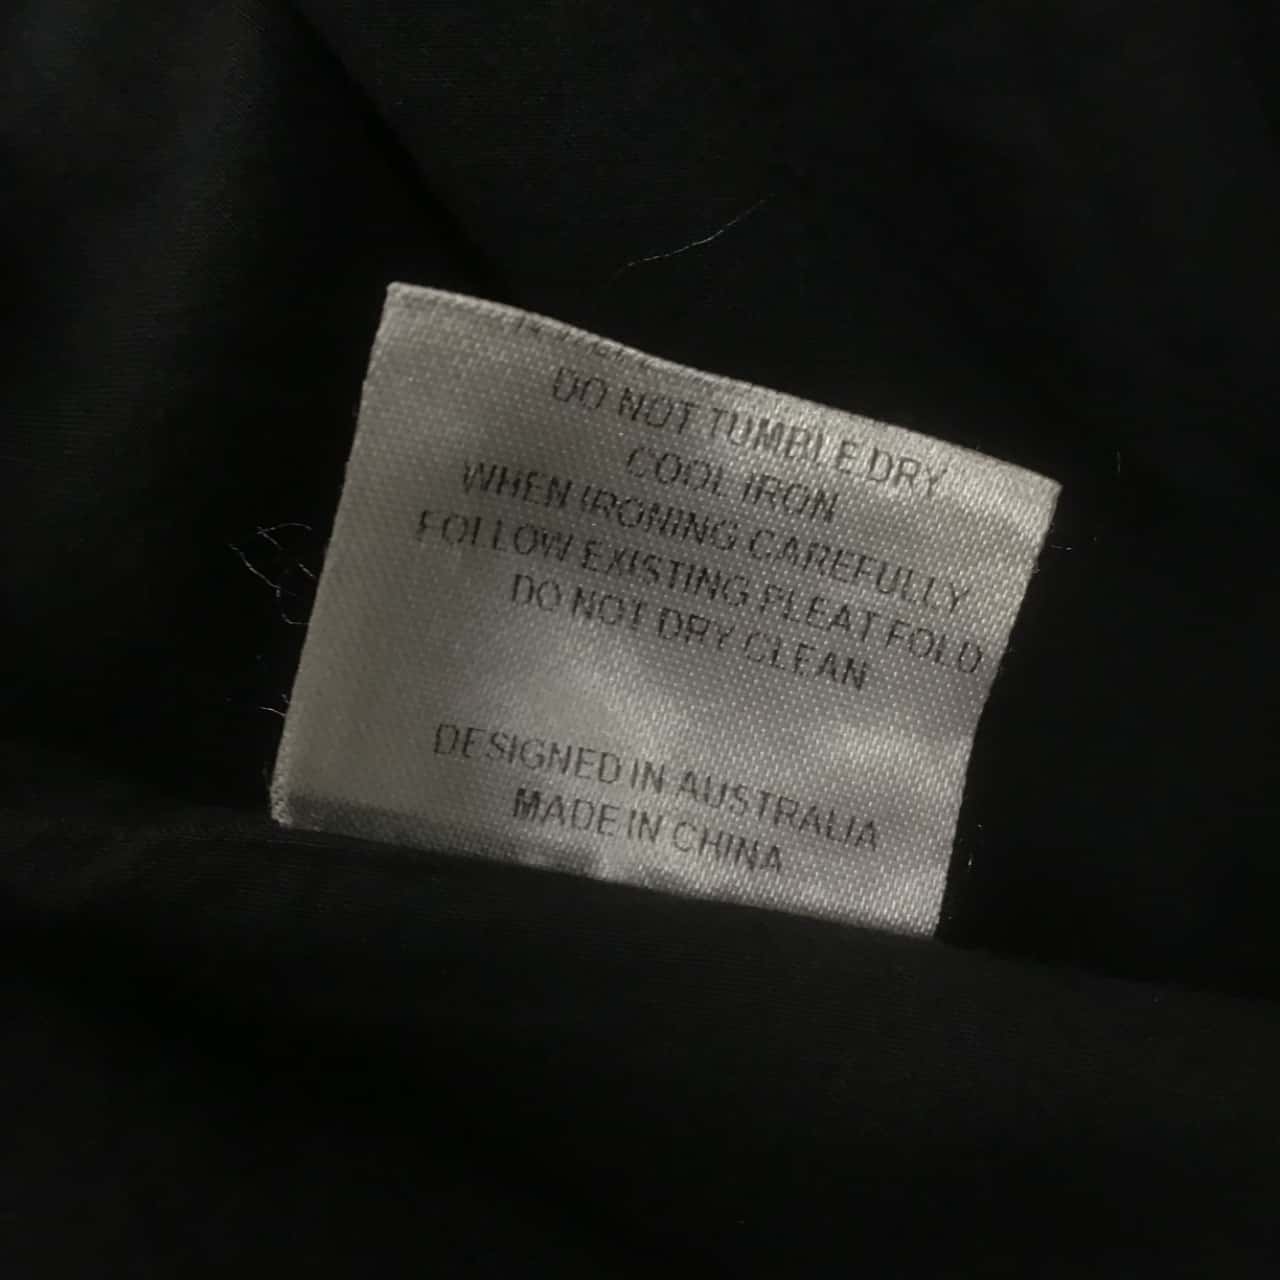 DO NOT TUMBLE DRY
COOL IRON
WHEN IRONING CAREFULLY
FOLLOW EXISTING PLEAT FOLD
DO NOT DRY CLEAN
DESIGNED IN AUSTRALIA
MADE IN CHINA